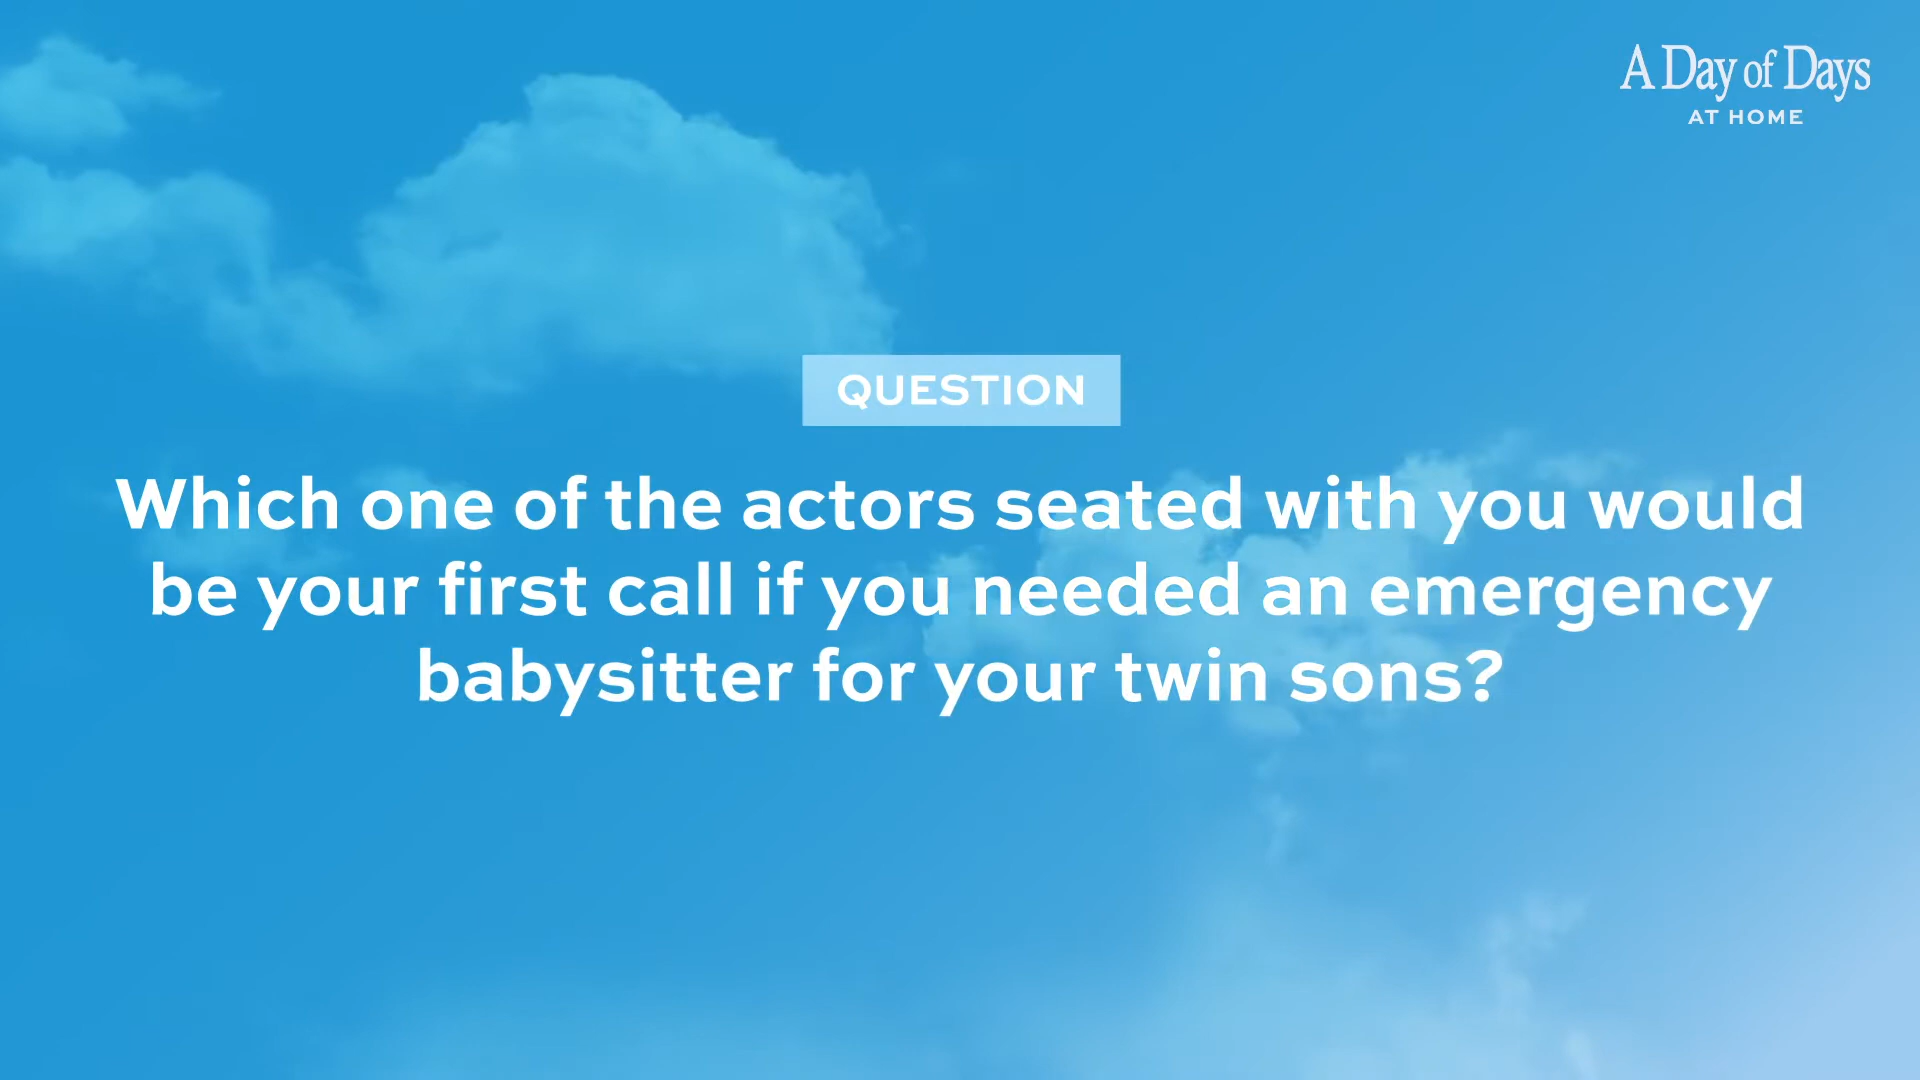 A Day of Days
AT HOME
QUESTION
Which one of the actors seated with you would
be your first call if you needed an emergency
babysitter for your twin sons?